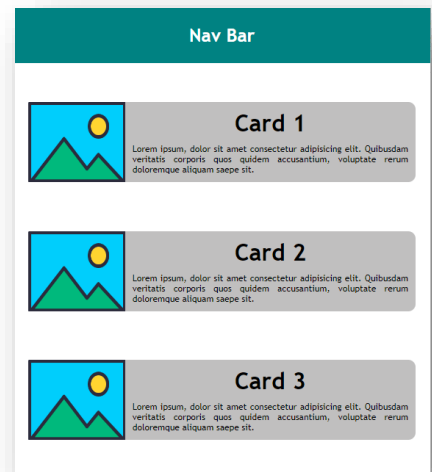 Nav Bar
Card 1
Lorem ipsum, dolor sit amet consectetur adipisicing elit. Quibusdam
veritatis corporis quos quidem accusantium, voluptate rerum
doloremque aliquam saepe sit.
Card 2
Lorem ipsum, dolor sit amet consectetur adipisicing elit. Quibusdam
veritatis corporis quos quidem accusantium, voluptate rerum
doloremque aliquam saepe sit.
Card 3
Lorem ipsum, dolor sit amet consectetur adipisicing elit. Quibusdam
veritatis corporis quos quidem accusantium, voluptate rerum
doloremque aliquam saepe sit.